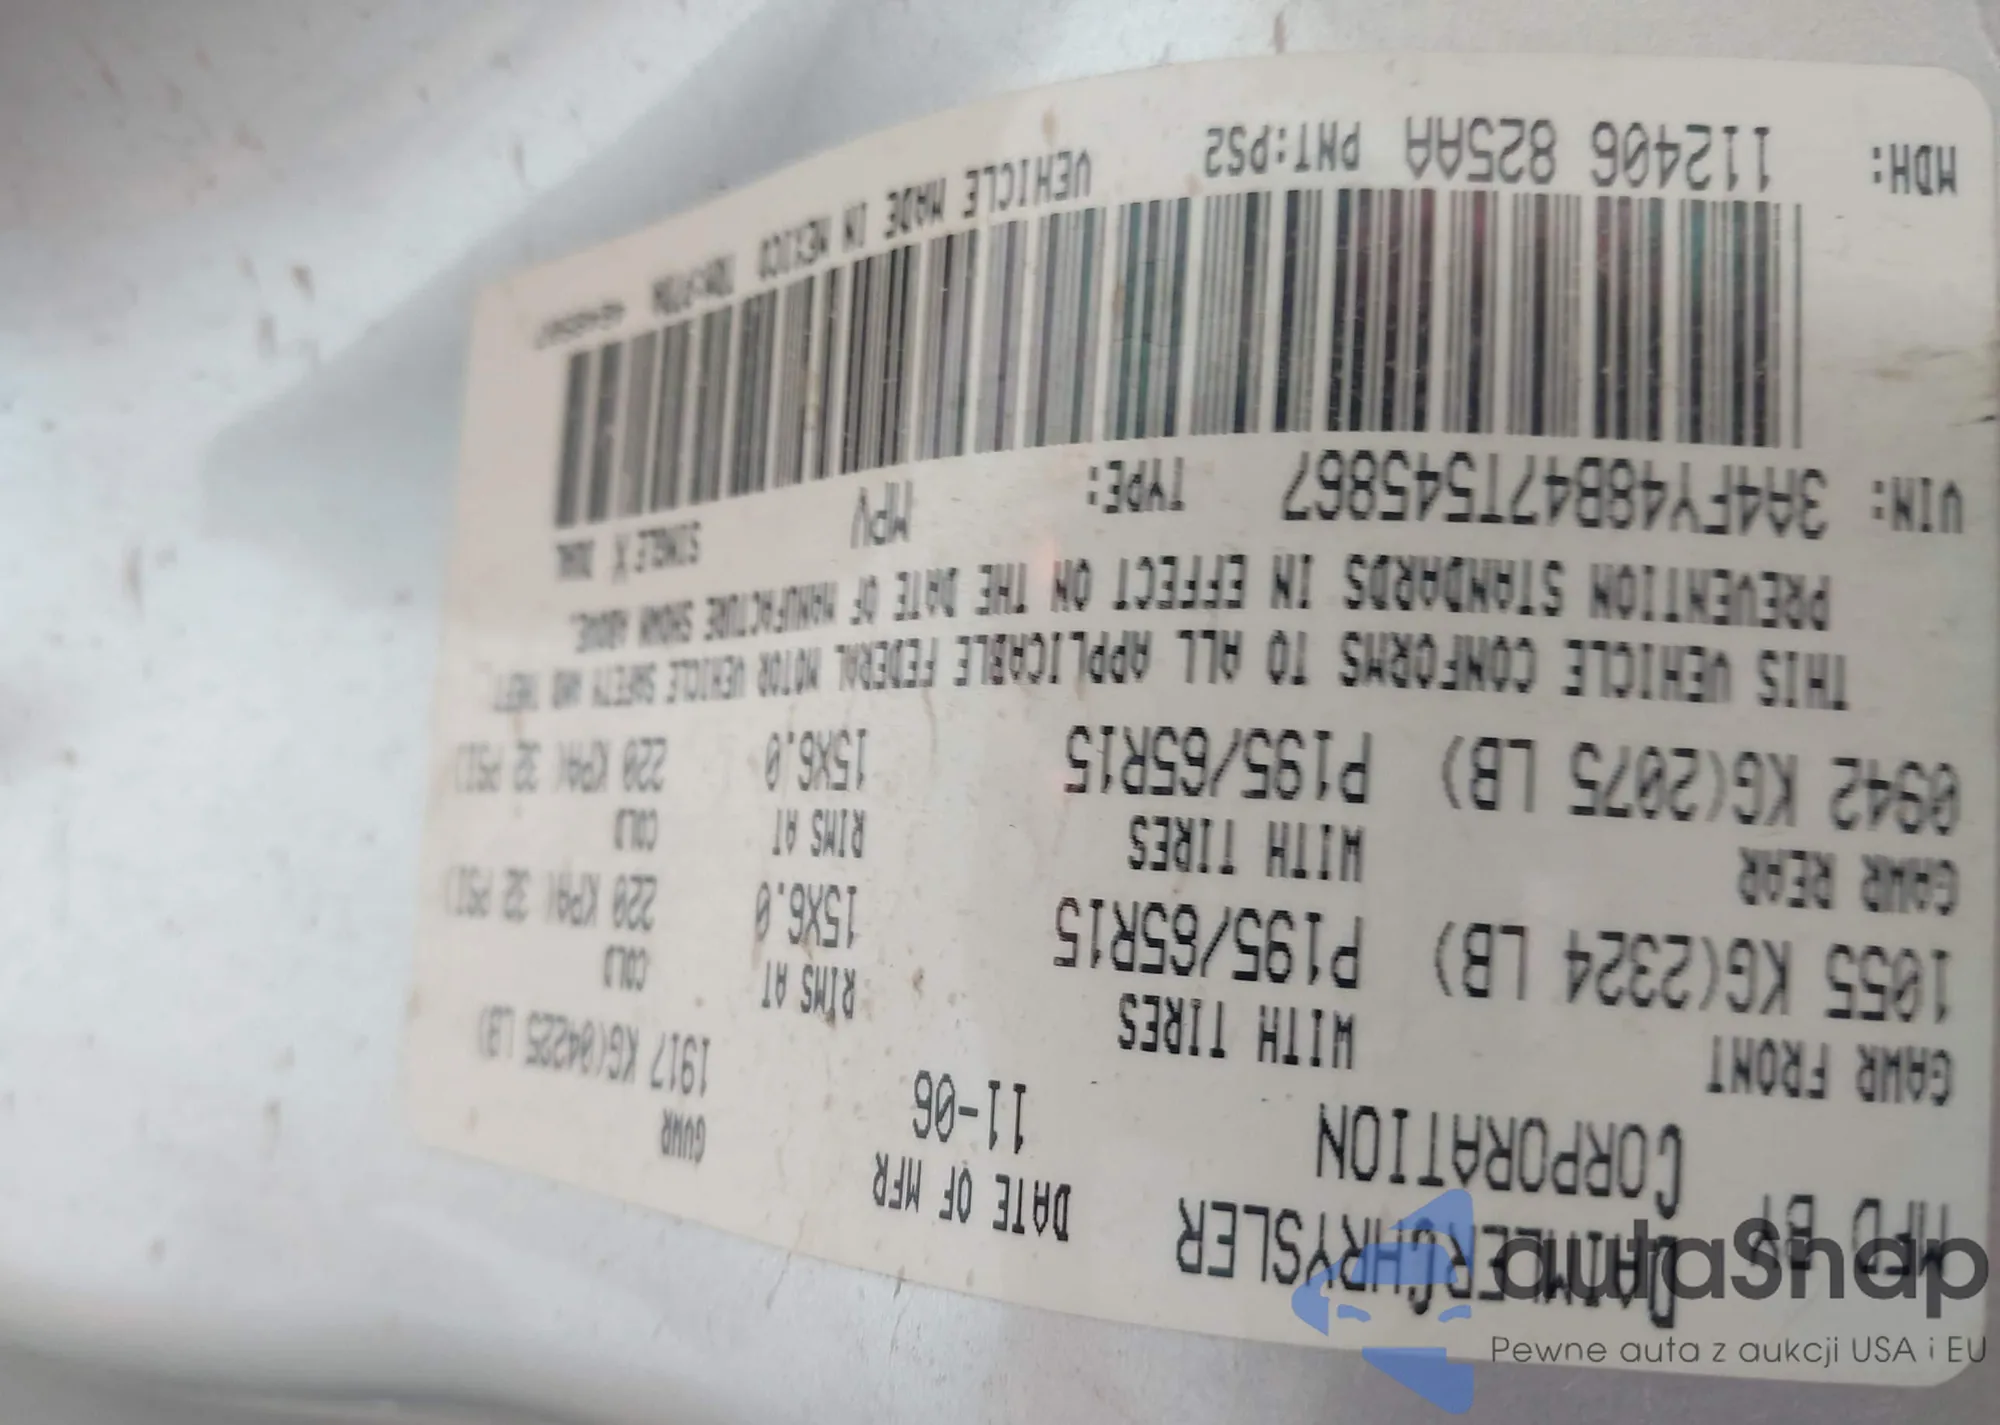 MFD BY DAIMLERCHRYSLER CORPORATION
DATE OF MFR 11-06
GVWR 1917 KG(04225 LB)
GAWR FRONT WITH TIRES RIMS AT COLD
1055 KG(2324 LB) P195/65R15 15X6.0 220 KPA( 32 PSI)
GAWR REAR WITH TIRES RIMS AT COLD
0942 KG(2075 LB) P195/65R15 15X6.0 220 KPA( 32 PSI)
THIS VEHICLE CONFORMS TO ALL APPLICABLE FEDERAL MOTOR VEHICLE SAFETY AND THEFT
PREVENTION STANDARDS IN EFFECT ON THE DATE OF MANUFACTURE SHOWN ABOVE.
VIN: 3A4FY48B47T545867 TYPE: MPV SINGLE X DUAL
MDH: 112406 825AA PNT:PS2 VEHICLE MADE IN MEXICO
autaSnap
Pewne auta z aukcji USA i EU